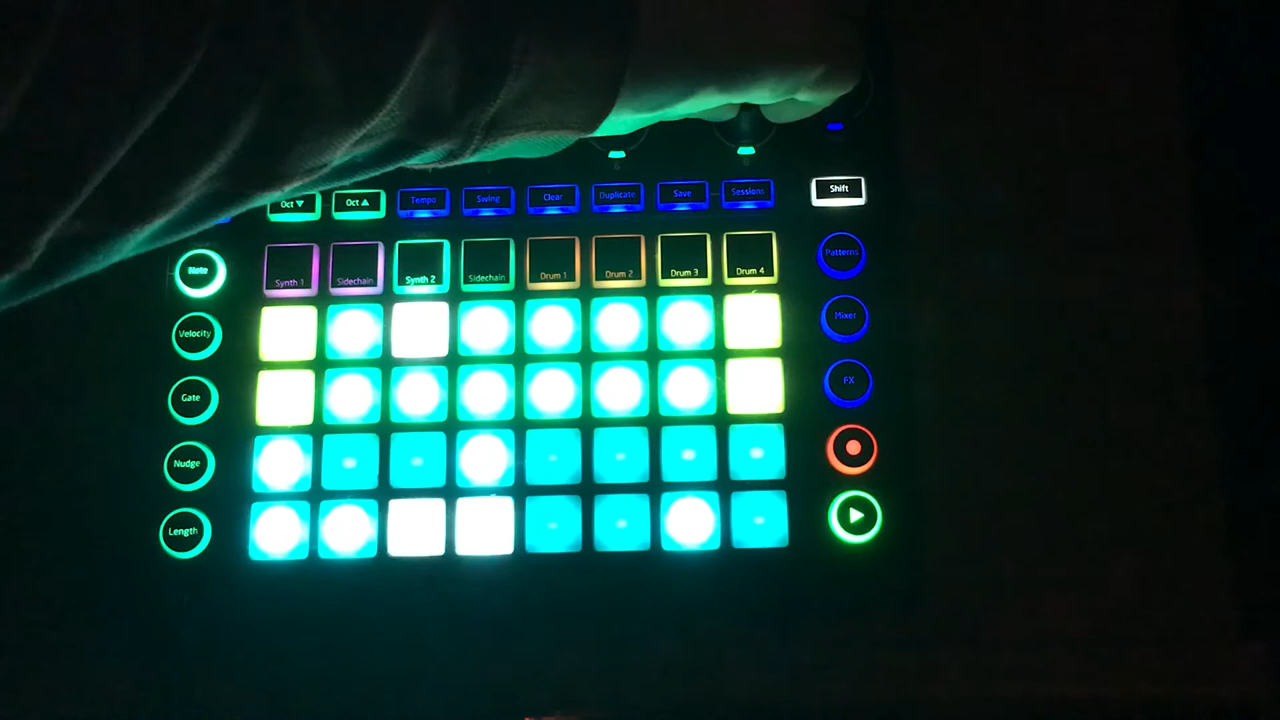 Oct ▼
Oct ▲
Tempo
Swing
Clear
Duplicate
Save
Sessions
Shift
Note
Synth 1
Sidechain
Synth 2
Sidechain
Drum 1
Drum 2
Drum 3
Drum 4
Patterns
Velocity
Mixer
Gate
FX
Nudge
Length